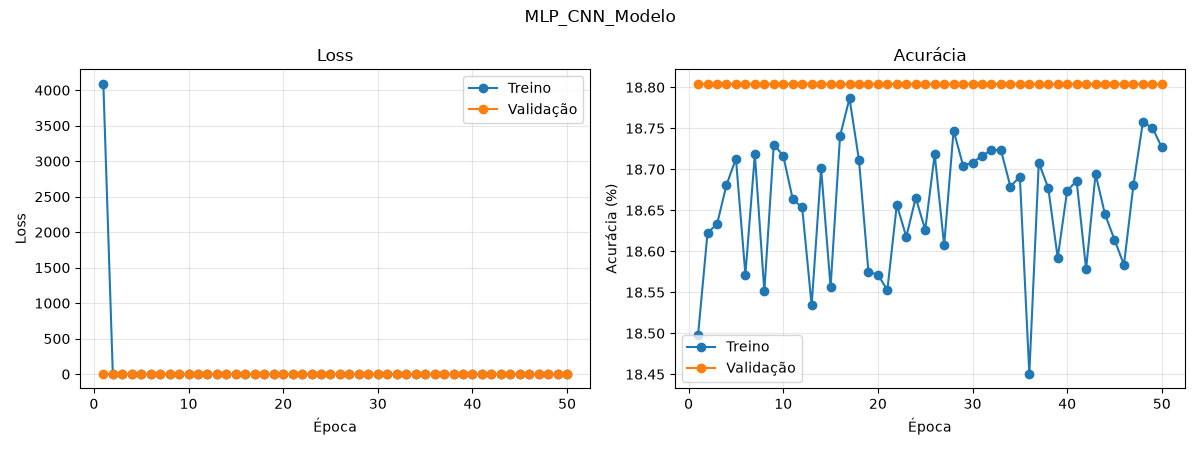 MLP_CNN_Modelo
Loss
4000
3500
3000
2500
2000
1500
1000
500
0
Loss
Treino
Validação
0 10 20 30 40 50
Época
Acurácia
18.80
18.75
18.70
18.65
18.60
18.55
18.50
18.45
Acurácia (%)
Treino
Validação
0 10 20 30 40 50
Época